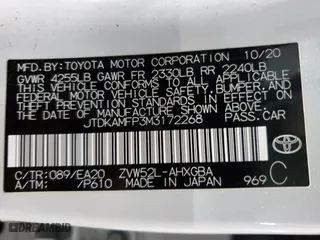 MFD. BY: TOYOTA MOTOR CORPORATION 10/20
GVWR 4255LB GAWR FR 2330LB RR 2240LB
THIS VEHICLE CONFORMS TO ALL APPLICABLE
FEDERAL MOTOR VEHICLE SAFETY, BUMPER, AND
THEFT PREVENTION STANDARDS IN EFFECT ON
THE DATE OF MANUFACTURE SHOWN ABOVE.
JTDKAMFP3M3172268 PASS. CAR
TOYOTA
C/TR: 089/EA20 ZVW52L-AHXGBA C
A/TM: /P610 MADE IN JAPAN 969
DREAMBID